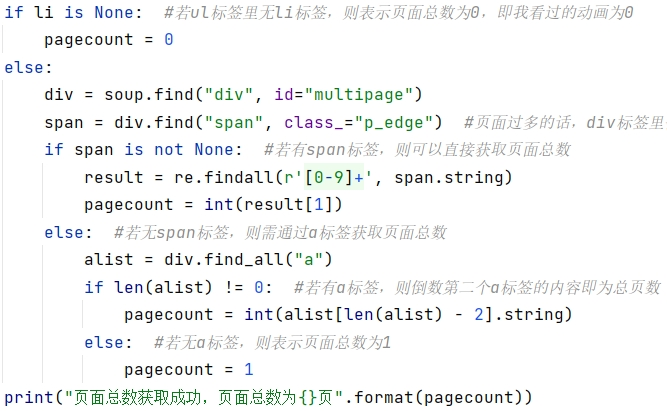 if li is None:  #若ul标签里无li标签，则表示页面总数为0，即我看过的动画为0
    pagecount = 0
else:
    div = soup.find("div", id="multipage")
    span = div.find("span", class_="p_edge")  #页面过多的话，div标签里
    if span is not None:  #若有span标签，则可以直接获取页面总数
        result = re.findall(r'[0-9]+', span.string)
        pagecount = int(result[1])
    else:  #若无span标签，则需通过a标签获取页面总数
        alist = div.find_all("a")
        if len(alist) != 0:  #若有a标签，则倒数第二个a标签的内容即为总页数
            pagecount = int(alist[len(alist) - 2].string)
        else:  #若无a标签，则表示页面总数为1
            pagecount = 1
print("页面总数获取成功，页面总数为{}页".format(pagecount))